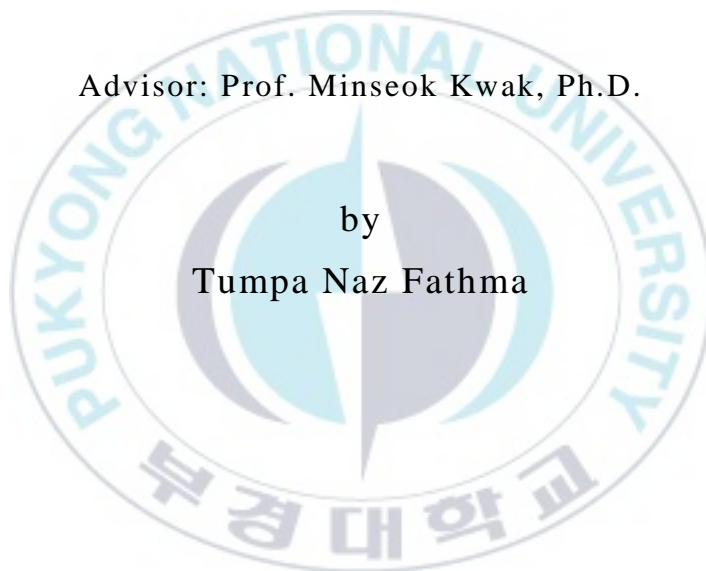 PUKYONG NATIONAL UNIVERSITY
Advisor: Prof. Minseok Kwak, Ph.D.
by
Tumpa Naz Fathma
부경대학교